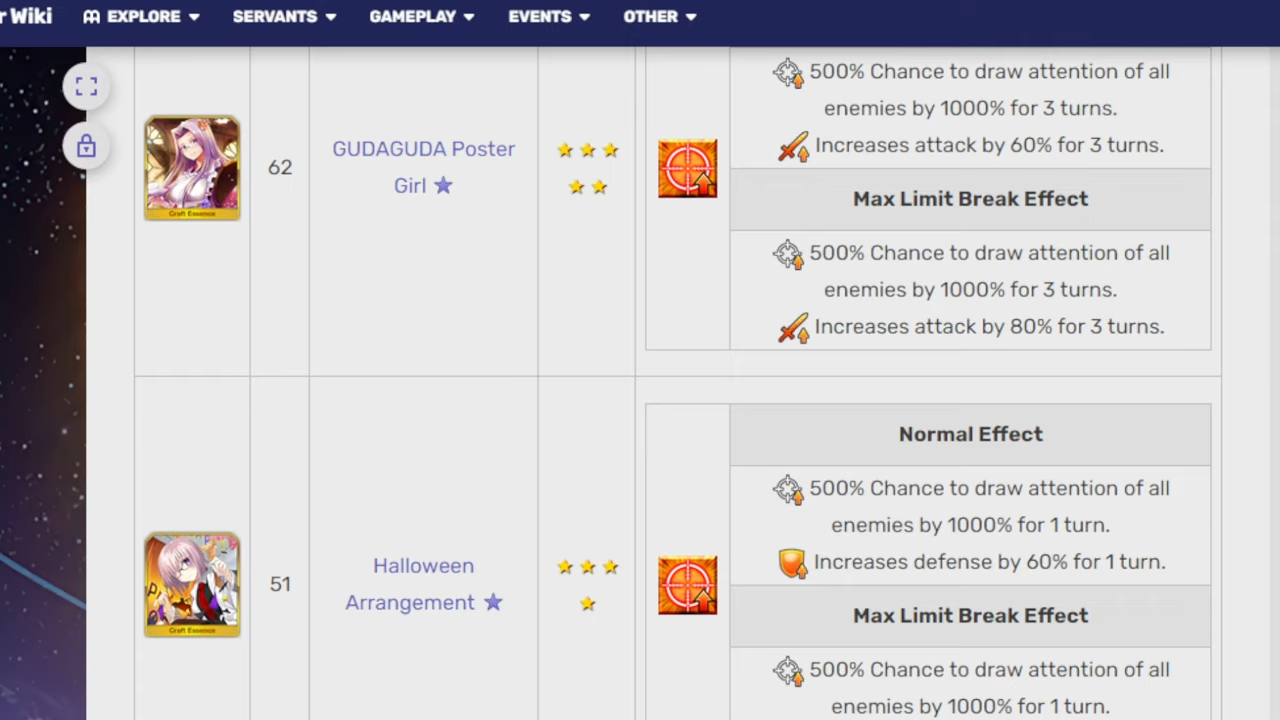 r Wiki EXPLORE SERVANTS GAMEPLAY EVENTS OTHER
500% Chance to draw attention of all
enemies by 1000% for 3 turns.
Increases attack by 60% for 3 turns.
Craft Essence
62
GUDAGUDA Poster
Girl
Max Limit Break Effect
500% Chance to draw attention of all
enemies by 1000% for 3 turns.
Increases attack by 80% for 3 turns.
Normal Effect
500% Chance to draw attention of all
enemies by 1000% for 1 turn.
Increases defense by 60% for 1 turn.
Craft Essence
51
Halloween
Arrangement
Max Limit Break Effect
500% Chance to draw attention of all
enemies by 1000% for 1 turn.